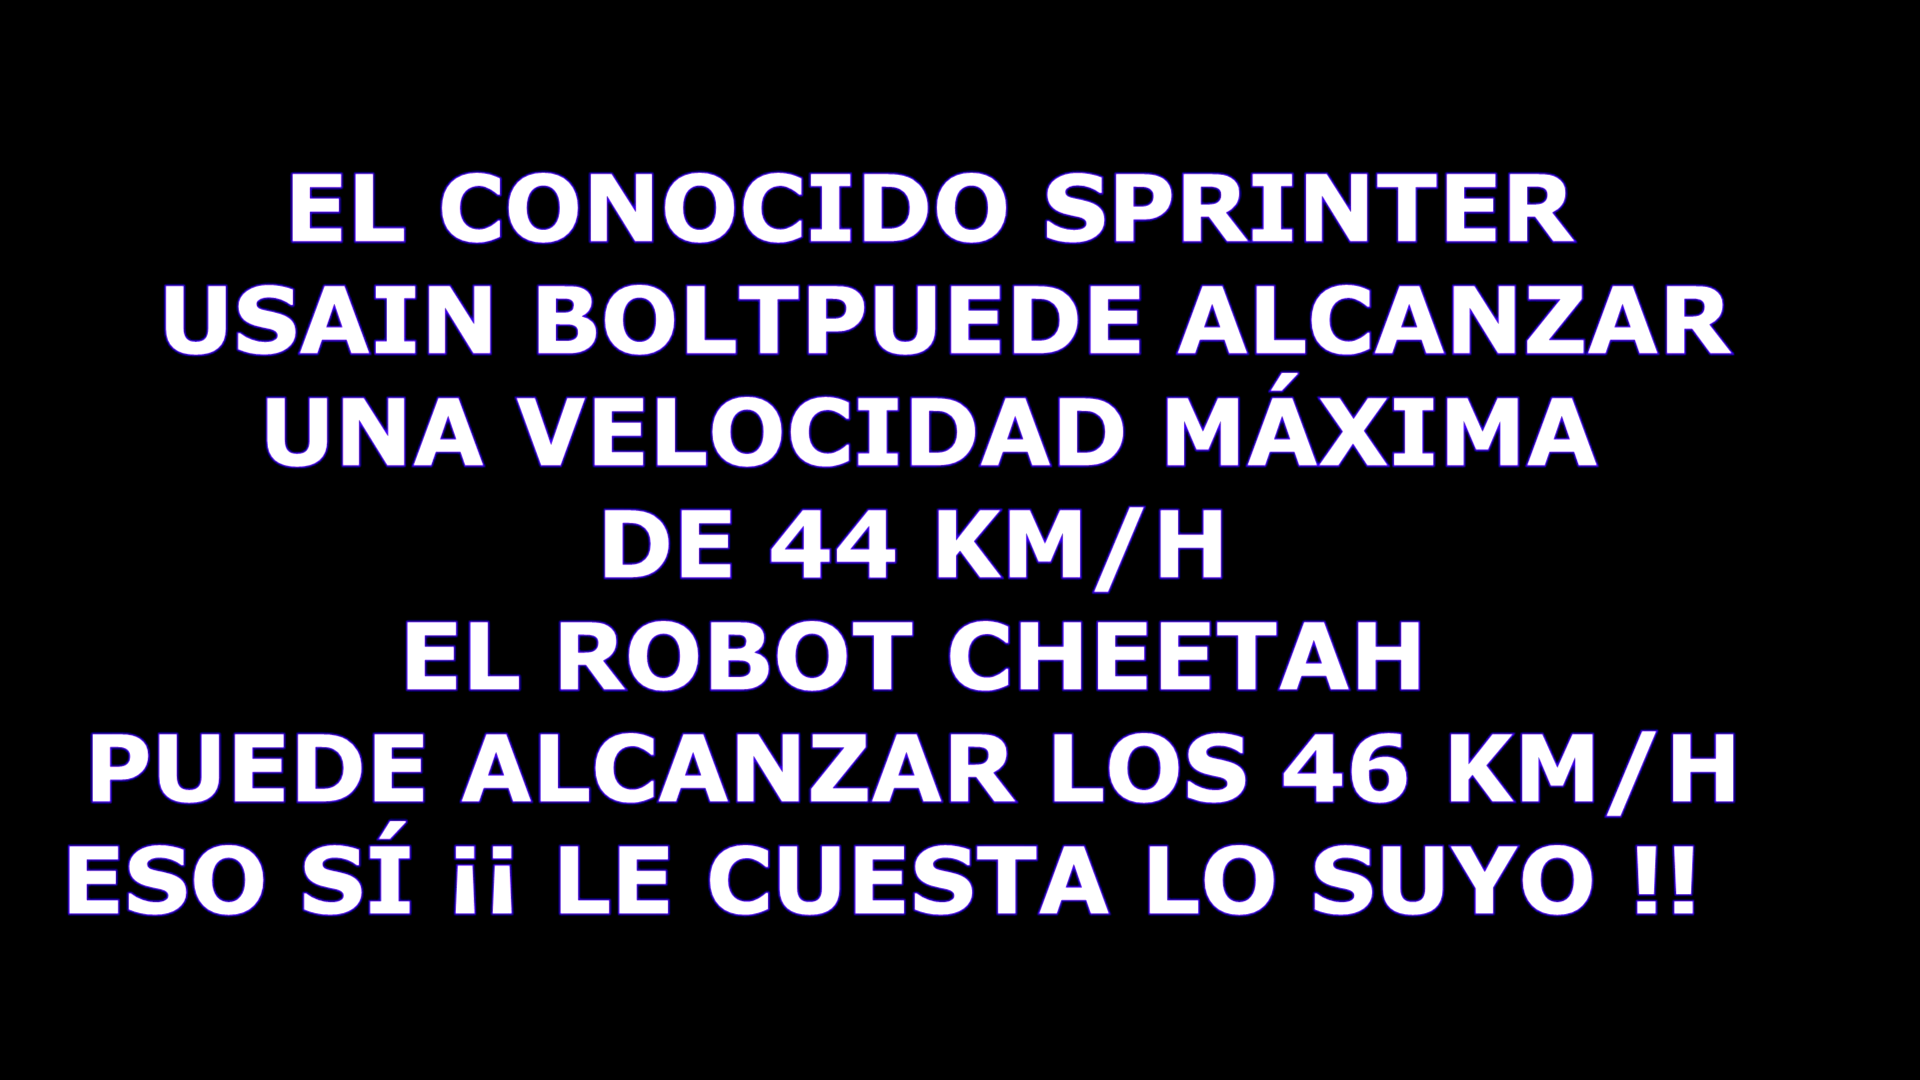 EL CONOCIDO SPRINTER
USAIN BOLTPUEDE ALCANZAR
UNA VELOCIDAD MÁXIMA
DE 44 KM/H
EL ROBOT CHEETAH
PUEDE ALCANZAR LOS 46 KM/H
ESO SÍ ¡¡ LE CUESTA LO SUYO !!